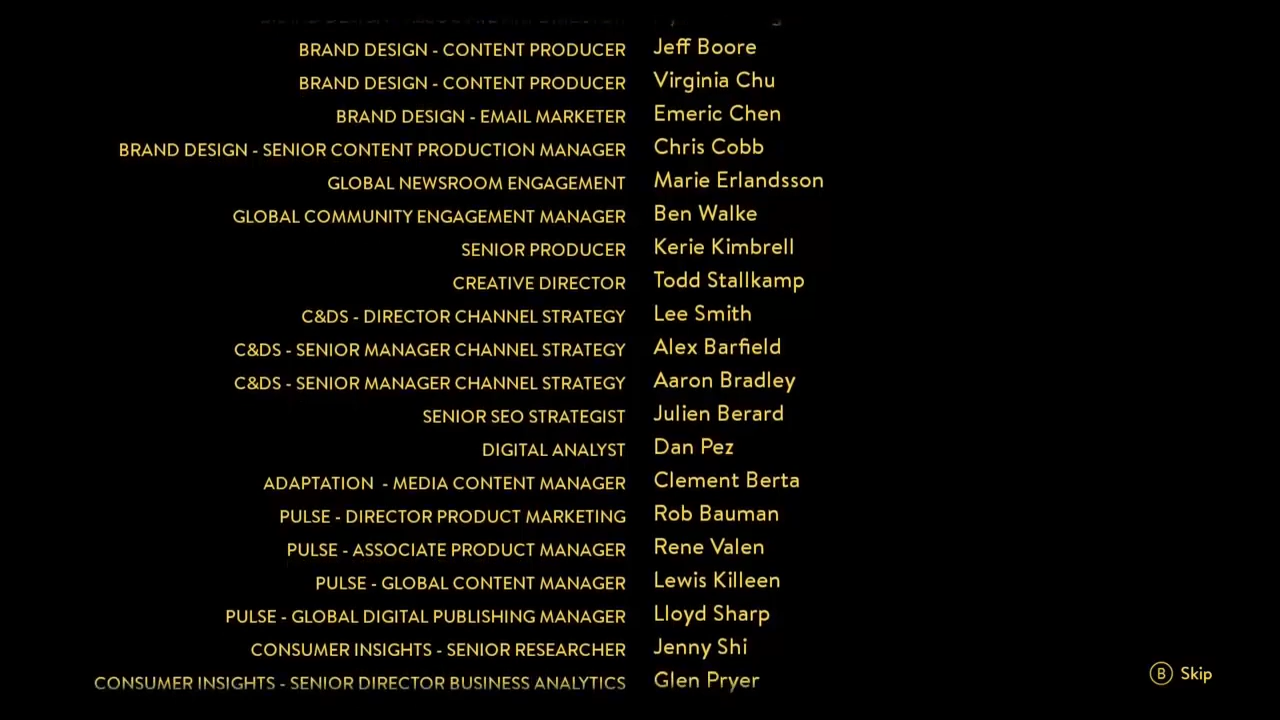 BRAND DESIGN - CONTENT PRODUCER Jeff Boore
BRAND DESIGN - CONTENT PRODUCER Virginia Chu
BRAND DESIGN - EMAIL MARKETER Emeric Chen
BRAND DESIGN - SENIOR CONTENT PRODUCTION MANAGER Chris Cobb
GLOBAL NEWSROOM ENGAGEMENT Marie Erlandsson
GLOBAL COMMUNITY ENGAGEMENT MANAGER Ben Walke
SENIOR PRODUCER Kerie Kimbrell
CREATIVE DIRECTOR Todd Stallkamp
C&DS - DIRECTOR CHANNEL STRATEGY Lee Smith
C&DS - SENIOR MANAGER CHANNEL STRATEGY Alex Barfield
C&DS - SENIOR MANAGER CHANNEL STRATEGY Aaron Bradley
SENIOR SEO STRATEGIST Julien Berard
DIGITAL ANALYST Dan Pez
ADAPTATION - MEDIA CONTENT MANAGER Clement Berta
PULSE - DIRECTOR PRODUCT MARKETING Rob Bauman
PULSE - ASSOCIATE PRODUCT MANAGER Rene Valen
PULSE - GLOBAL CONTENT MANAGER Lewis Killeen
PULSE - GLOBAL DIGITAL PUBLISHING MANAGER Lloyd Sharp
CONSUMER INSIGHTS - SENIOR RESEARCHER Jenny Shi
CONSUMER INSIGHTS - SENIOR DIRECTOR BUSINESS ANALYTICS Glen Pryer
B Skip